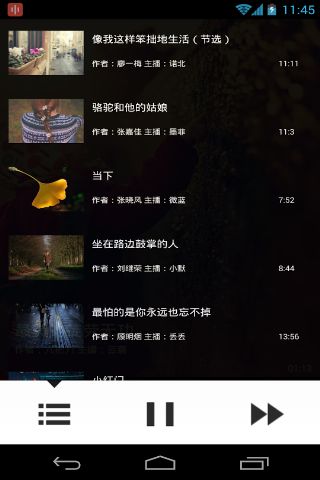 11:45
像我这样笨拙地生活（节选）
作者：廖一梅 主播：诺北
11:11
骆驼和他的姑娘
作者：张嘉佳 主播：墨菲
11:3
当下
作者：张晓风 主播：微蓝
7:52
坐在路边鼓掌的人
作者：刘继荣 主播：小默
8:44
最怕的是你永远也忘不掉
作者：顾明烟 主播：丢丢
13:56
01:13
小红门